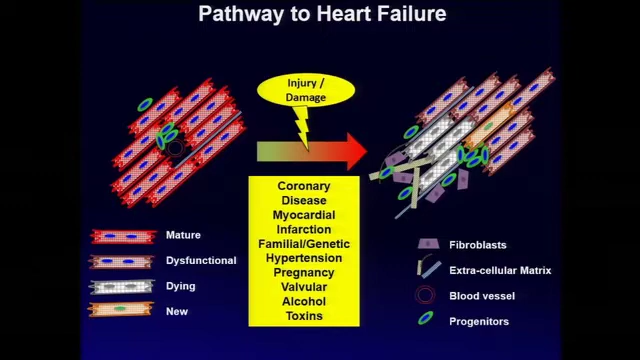 Pathway to Heart Failure
Injury /
Damage
Coronary
Disease
Myocardial
Infarction
Familial/Genetic
Hypertension
Pregnancy
Valvular
Alcohol
Toxins
Mature
Dysfunctional
Dying
New
Fibroblasts
Extra-cellular Matrix
Blood vessel
Progenitors